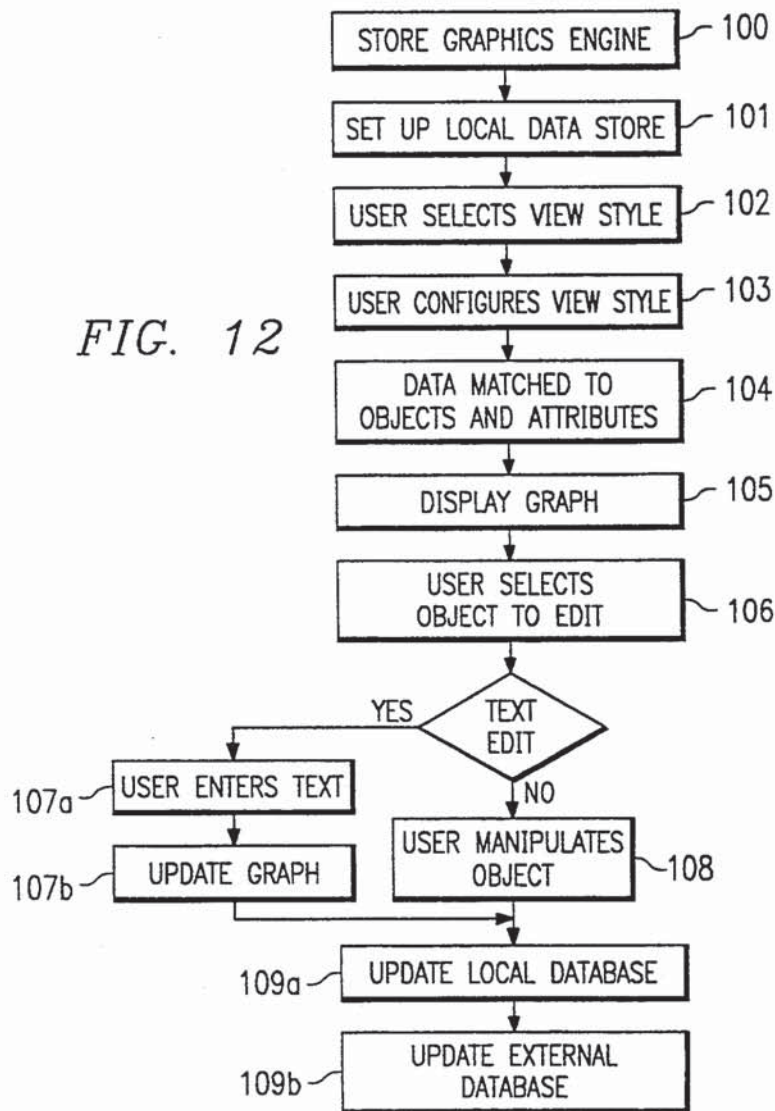 STORE GRAPHICS ENGINE
100
SET UP LOCAL DATA STORE
101
USER SELECTS VIEW STYLE
102
USER CONFIGURES VIEW STYLE
103
FIG. 12
DATA MATCHED TO
OBJECTS AND ATTRIBUTES
104
DISPLAY GRAPH
105
USER SELECTS
OBJECT TO EDIT
106
YES
TEXT
EDIT
NO
107a
USER ENTERS TEXT
107b
UPDATE GRAPH
USER MANIPULATES
OBJECT
108
109a
UPDATE LOCAL DATABASE
109b
UPDATE EXTERNAL
DATABASE